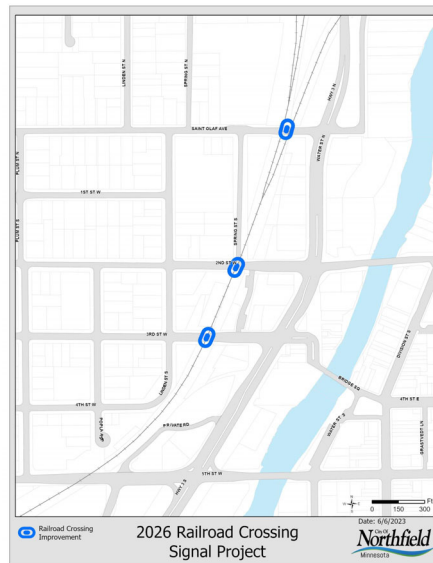 LINDEN ST N
SPRING ST N
HWY 3 N
SAINT OLAF AVE
PLUM ST N
WATER ST N
1ST ST W
PLUM ST S
SPRING ST S
2ND ST W
3RD ST W
DIVISION ST S
LINDEN ST S
BRIDGE SQ
4TH ST W
4TH ST E
POPLAR
PRIVATE RD
WATER ST S
5TH ST W
HWY 3 S
Ft
0 150 300
Railroad Crossing
Improvement
2026 Railroad Crossing
Signal Project
Date: 6/6/2023
City Of
Northfield
Minnesota